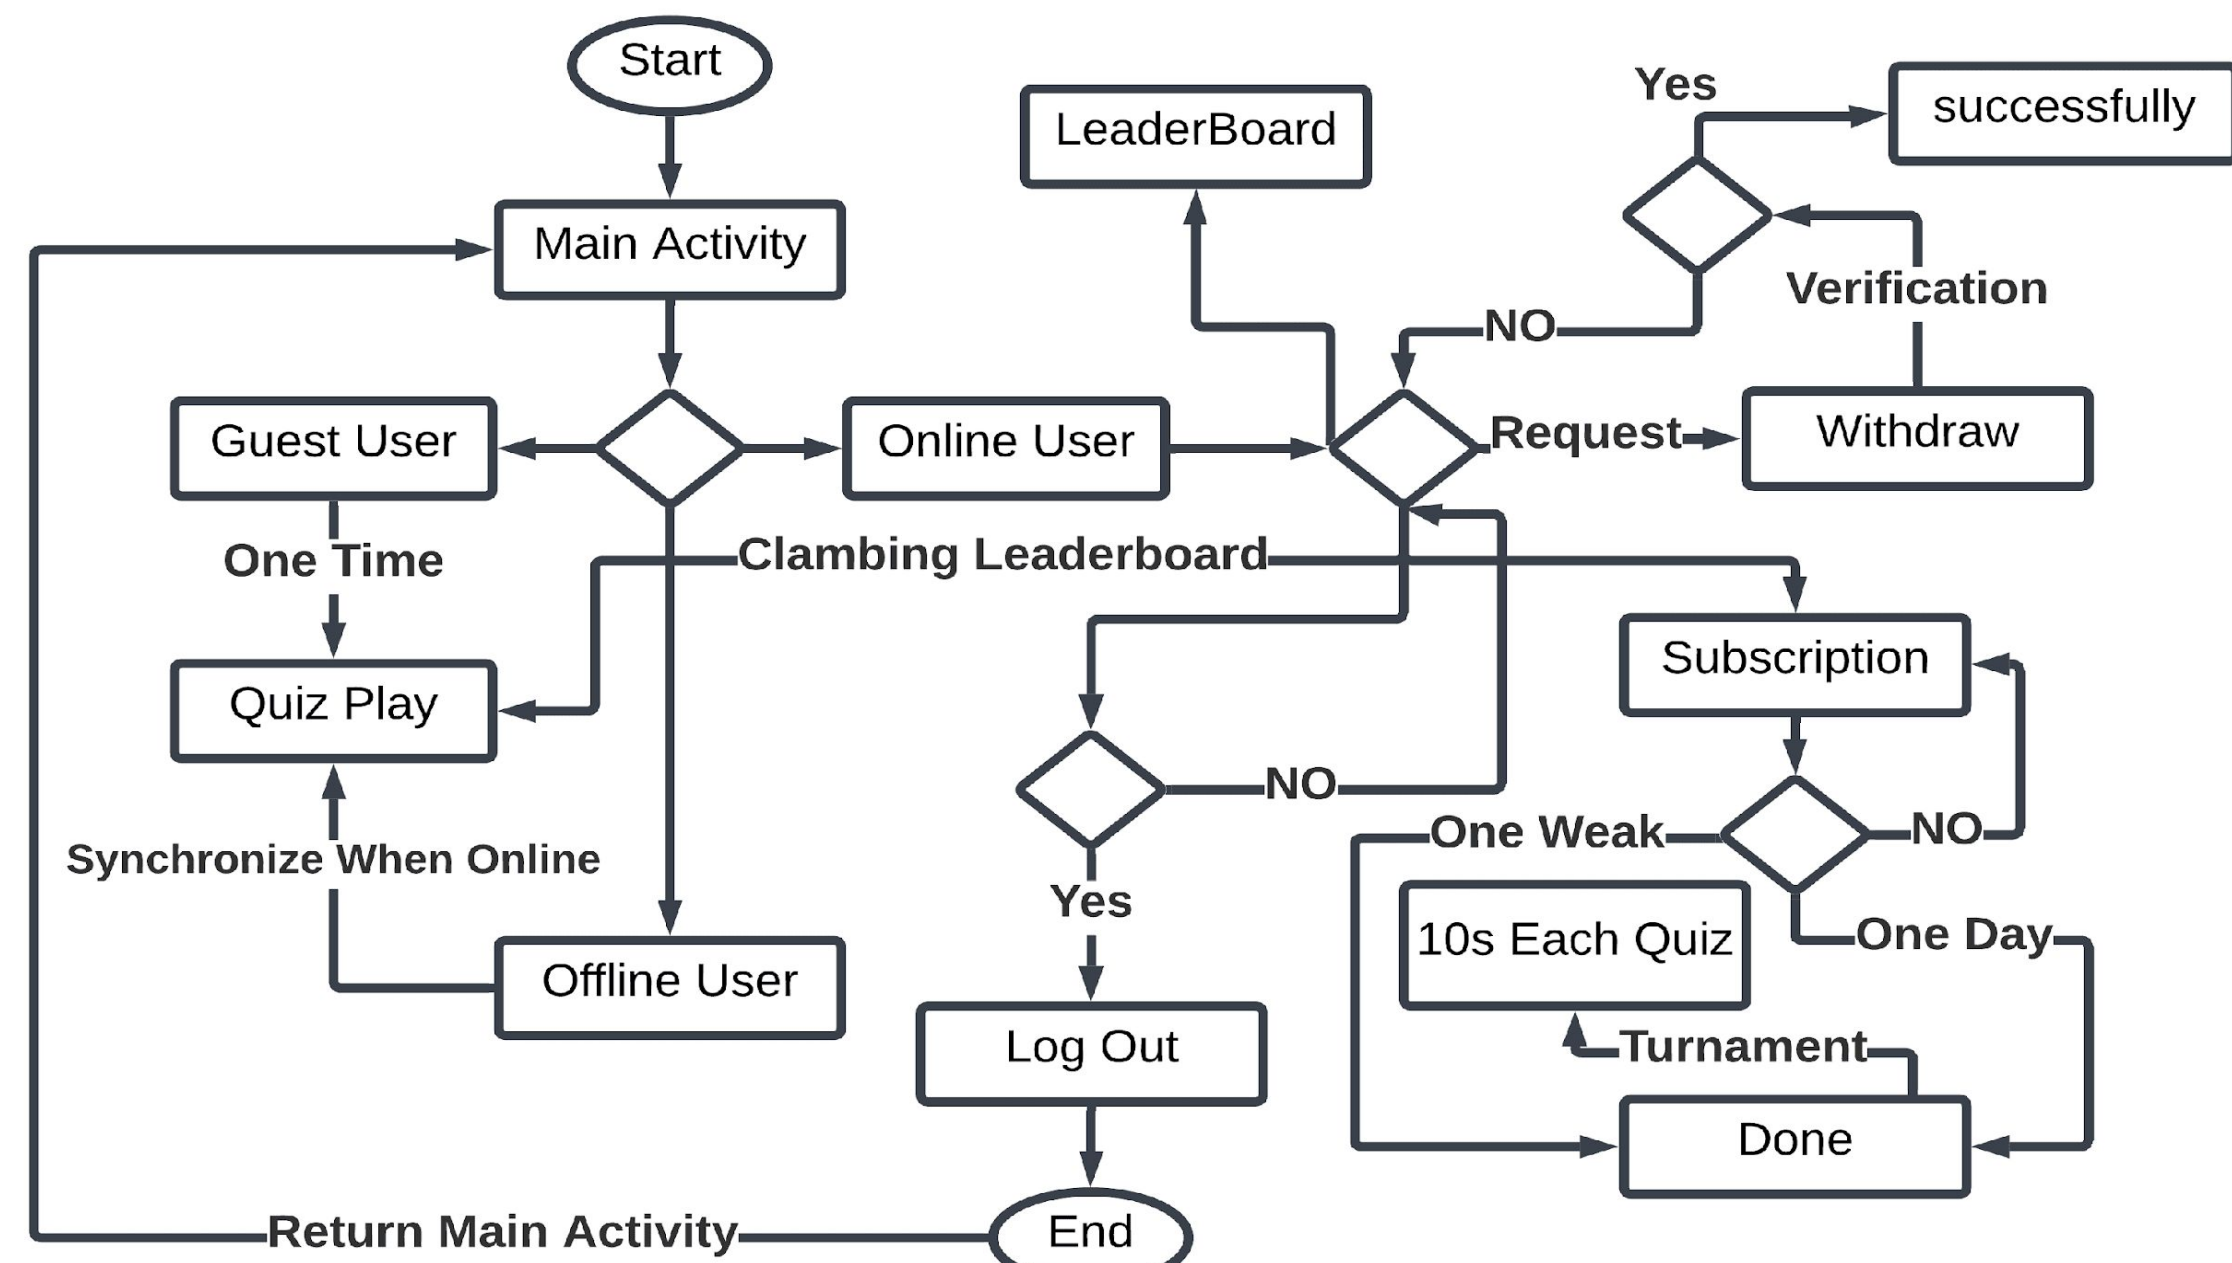 Start
Yes
successfully
LeaderBoard
Main Activity
Verification
NO
Guest User
Online User
Request
Withdraw
One Time
Clambing Leaderboard
Subscription
Quiz Play
NO
One Weak
NO
Synchronize When Online
Yes
10s Each Quiz
One Day
Offline User
Log Out
Turnament
Done
Return Main Activity
End